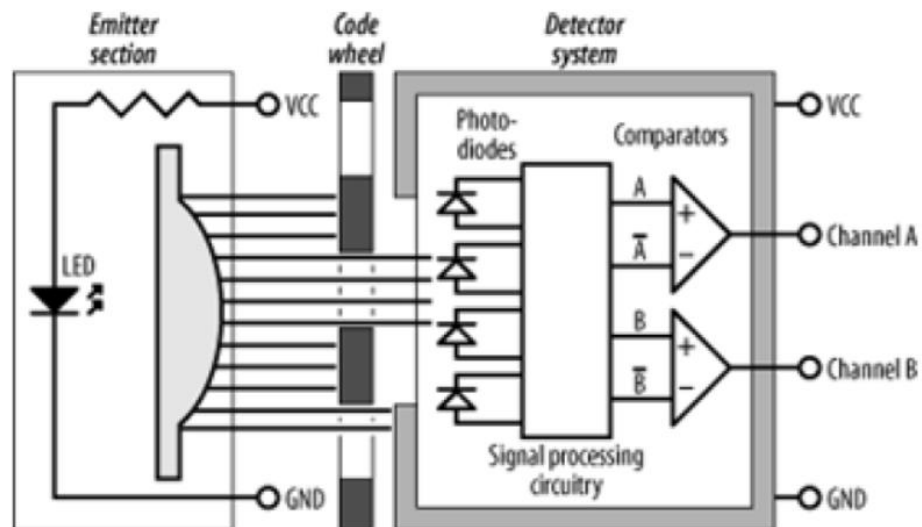 Emitter
section
Code
wheel
Detector
system
VCC
LED
GND
Photo-
diodes
Comparators
A
A̅
B
B̅
+
−
+
−
Signal processing
circuitry
VCC
Channel A
Channel B
GND